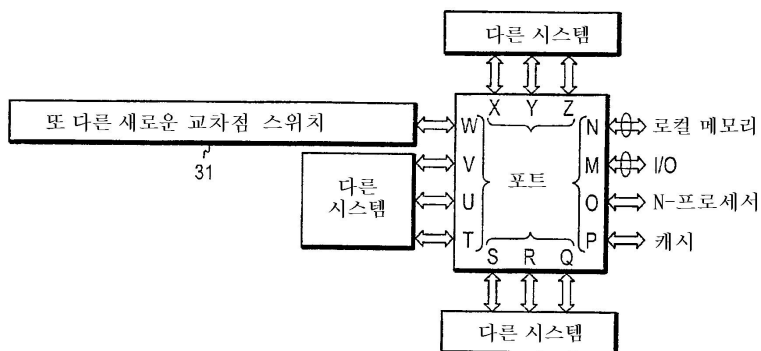 다른 시스템
X Y Z
또 다른 새로운 교차점 스위치
W
N
로컬 메모리
31
V
M
I/O
다른
시스템
포트
U
O
N-프로세서
T
P
캐시
S R Q
다른 시스템